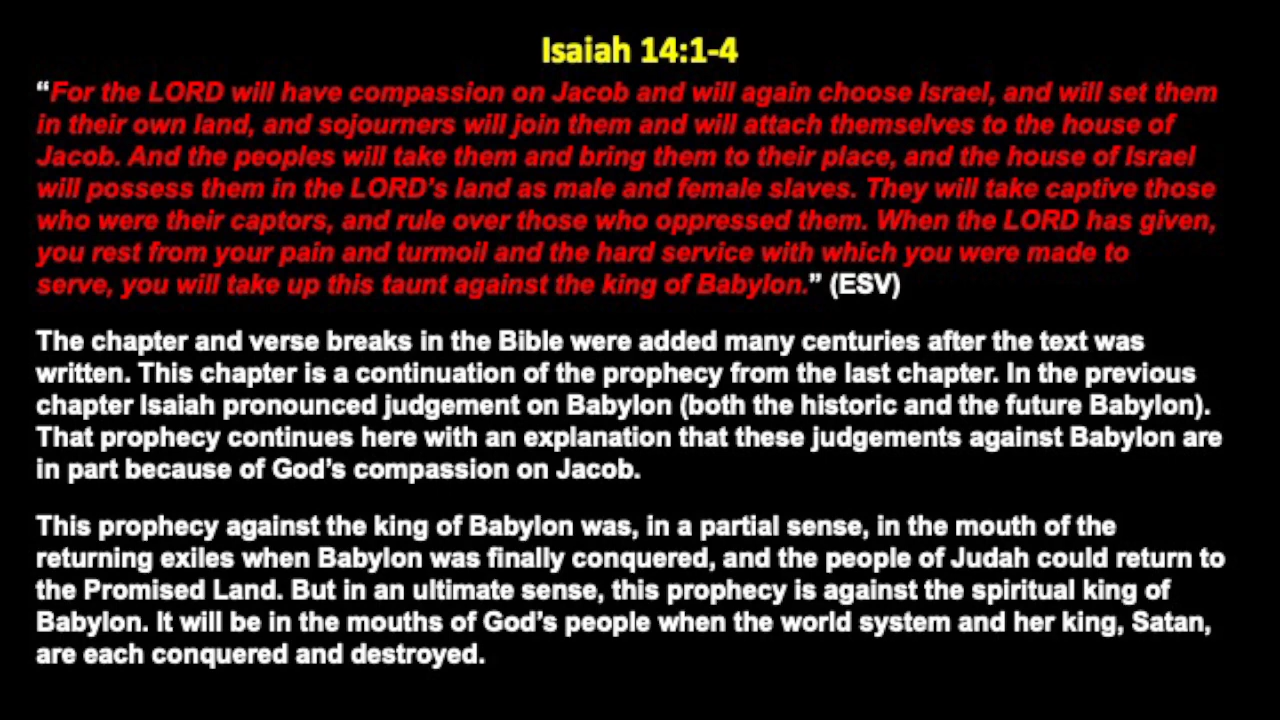 Isaiah 14:1-4
“For the LORD will have compassion on Jacob and will again choose Israel, and will set them
in their own land, and sojourners will join them and will attach themselves to the house of
Jacob. And the peoples will take them and bring them to their place, and the house of Israel
will possess them in the LORD’s land as male and female slaves. They will take captive those
who were their captors, and rule over those who oppressed them. When the LORD has given,
you rest from your pain and turmoil and the hard service with which you were made to
serve, you will take up this taunt against the king of Babylon.” (ESV)
The chapter and verse breaks in the Bible were added many centuries after the text was
written. This chapter is a continuation of the prophecy from the last chapter. In the previous
chapter Isaiah pronounced judgement on Babylon (both the historic and the future Babylon).
That prophecy continues here with an explanation that these judgements against Babylon are
in part because of God’s compassion on Jacob.
This prophecy against the king of Babylon was, in a partial sense, in the mouth of the
returning exiles when Babylon was finally conquered, and the people of Judah could return to
the Promised Land. But in an ultimate sense, this prophecy is against the spiritual king of
Babylon. It will be in the mouths of God’s people when the world system and her king, Satan,
are each conquered and destroyed.